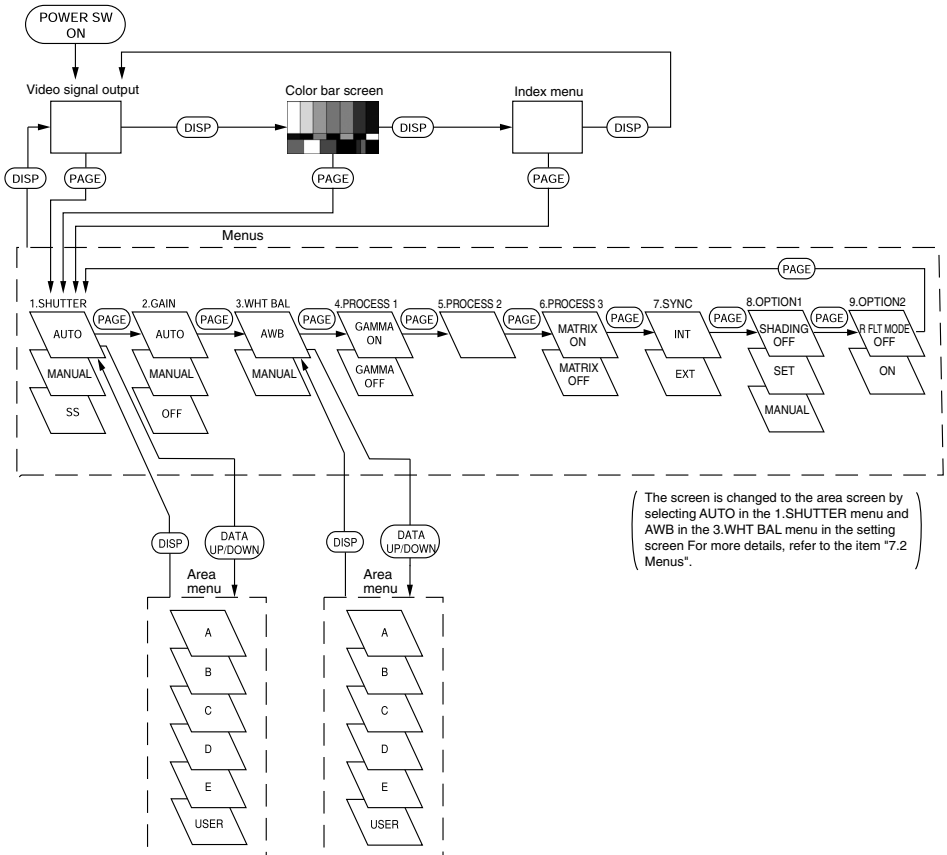 POWER SW
ON
Video signal output
Color bar screen
Index menu
DISP
DISP
DISP
DISP
PAGE
PAGE
PAGE
Menus
PAGE
1.SHUTTER
2.GAIN
3.WHT BAL
4.PROCESS 1
5.PROCESS 2
6.PROCESS 3
7.SYNC
8.OPTION1
9.OPTION2
AUTO
PAGE
AUTO
PAGE
AWB
PAGE
GAMMA
ON
PAGE
PAGE
MATRIX
ON
PAGE
INT
PAGE
SHADING
OFF
PAGE
R FLT MODE
OFF
MANUAL
MANUAL
MANUAL
GAMMA
OFF
MATRIX
OFF
EXT
SET
ON
SS
OFF
MANUAL
The screen is changed to the area screen by
selecting AUTO in the 1.SHUTTER menu and
AWB in the 3.WHT BAL menu in the setting
screen For more details, refer to the item "7.2
Menus".
DISP
DATA
UP/DOWN
DISP
DATA
UP/DOWN
Area
menu
Area
menu
A
B
C
D
E
USER
A
B
C
D
E
USER